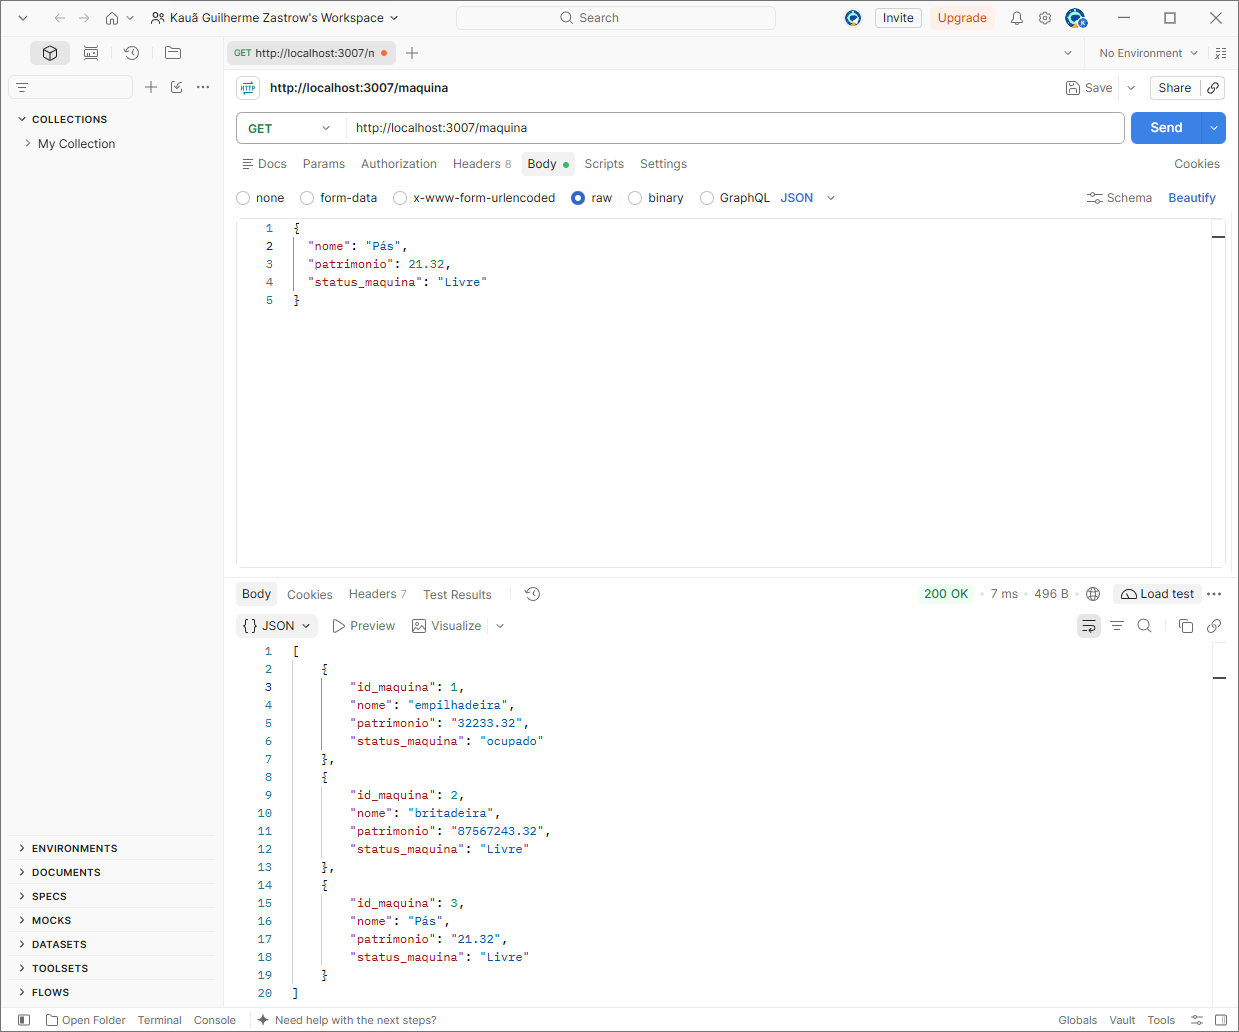 Kauã Guilherme Zastrow's Workspace
Search
Invite
Upgrade
GET http://localhost:3007/m
No Environment
HTTP http://localhost:3007/maquina
Save
Share
COLLECTIONS
My Collection
GET http://localhost:3007/maquina
Send
Docs Params Authorization Headers 8 Body Scripts Settings
Cookies
none form-data x-www-form-urlencoded raw binary GraphQL JSON
Schema Beautify
1 {
2 "nome": "Pás",
3 "patrimonio": 21.32,
4 "status_maquina": "Livre"
5 }
Body Cookies Headers 7 Test Results
200 OK • 7 ms • 496 B •
Load test
{} JSON Preview Visualize
1 [
2 {
3 "id_maquina": 1,
4 "nome": "empilhadeira",
5 "patrimonio": "32233.32",
6 "status_maquina": "ocupado"
7 },
8 {
9 "id_maquina": 2,
10 "nome": "britadeira",
11 "patrimonio": "87567243.32",
12 "status_maquina": "Livre"
13 },
14 {
15 "id_maquina": 3,
16 "nome": "Pás",
17 "patrimonio": "21.32",
18 "status_maquina": "Livre"
19 }
20 ]
ENVIRONMENTS
DOCUMENTS
SPECS
MOCKS
DATASETS
TOOLSETS
FLOWS
Open Folder Terminal Console Need help with the next steps?
Globals Vault Tools